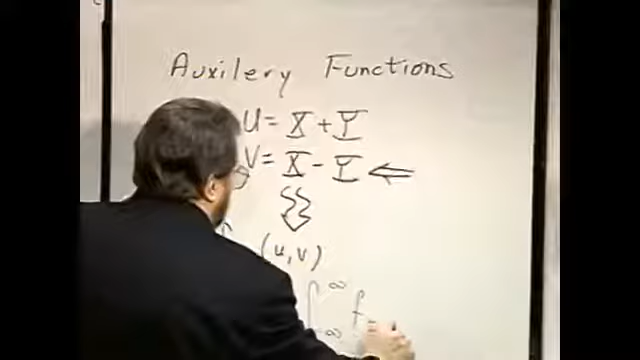 Auxilery Functions
U = X + Y
V = X - Y ⇐
(u,v)
∫ ∞ -∞ f